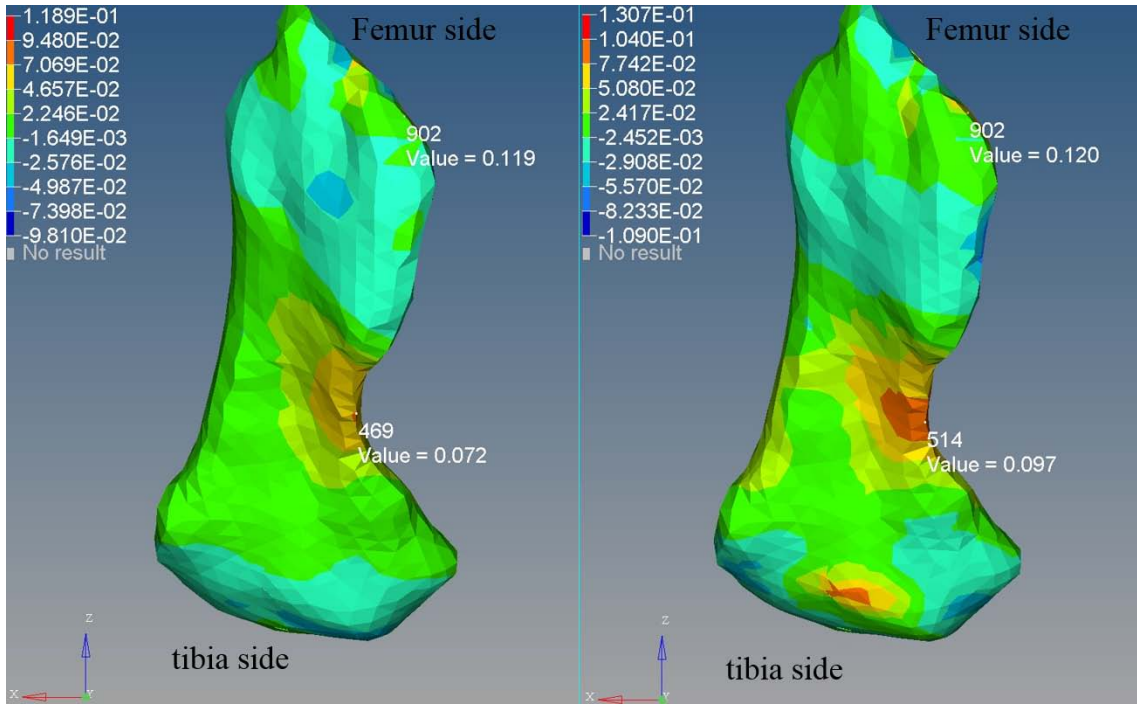 1.189E-01
9.480E-02
7.069E-02
4.657E-02
2.246E-02
-1.649E-03
-2.576E-02
-4.987E-02
-7.398E-02
-9.810E-02
No result
Femur side
902
Value = 0.119
469
Value = 0.072
tibia side
Z
X
Y
1.307E-01
1.040E-01
7.742E-02
5.080E-02
2.417E-02
-2.452E-03
-2.908E-02
-5.570E-02
-8.233E-02
-1.090E-01
No result
Femur side
902
Value = 0.120
514
Value = 0.097
tibia side
Z
X
Y